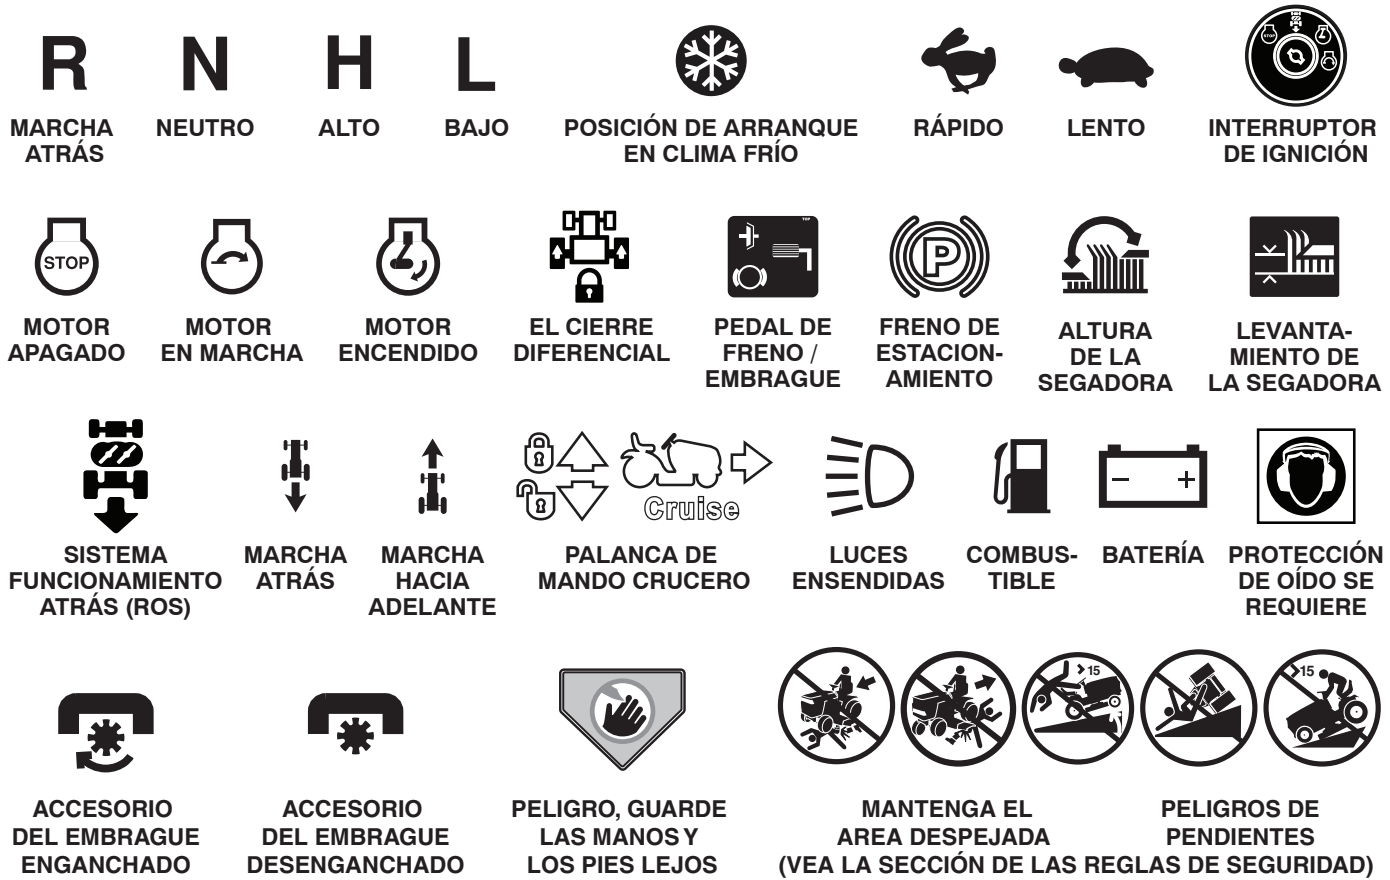 R N H L
MARCHA
ATRÁS
NEUTRO
ALTO
BAJO
POSICIÓN DE ARRANQUE
EN CLIMA FRÍO
RÁPIDO
LENTO
STOP
INTERRUPTOR
DE IGNICIÓN
STOP
MOTOR
APAGADO
MOTOR
EN MARCHA
MOTOR
ENCENDIDO
EL CIERRE
DIFERENCIAL
TOP
PEDAL DE
FRENO /
EMBRAGUE
P
FRENO DE
ESTACION-
AMIENTO
ALTURA
DE LA
SEGADORA
LEVANTA-
MIENTO DE
LA SEGADORA
SISTEMA
FUNCIONAMIENTO
ATRÁS (ROS)
MARCHA
ATRÁS
MARCHA
HACIA
ADELANTE
Cruise
PALANCA DE
MANDO CRUCERO
LUCES
ENSENDIDAS
COMBUS-
TIBLE
− +
BATERÍA
PROTECCIÓN
DE OÍDO SE
REQUIERE
ACCESORIO
DEL EMBRAGUE
ENGANCHADO
ACCESORIO
DEL EMBRAGUE
DESENGANCHADO
PELIGRO, GUARDE
LAS MANOS Y
LOS PIES LEJOS
>15
>15
MANTENGA EL
AREA DESPEJADA
PELIGROS DE
PENDIENTES
(VEA LA SECCIÓN DE LAS REGLAS DE SEGURIDAD)